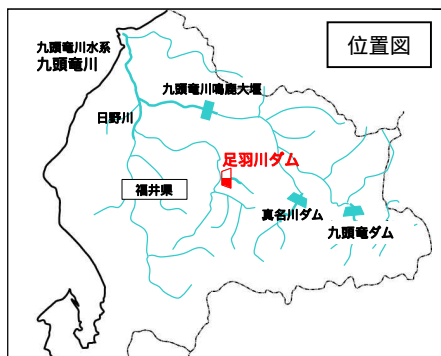 位置図
九頭竜川水系
九頭竜川
九頭竜川鳴鹿大堰
日野川
足羽川ダム
福井県
真名川ダム
九頭竜ダム